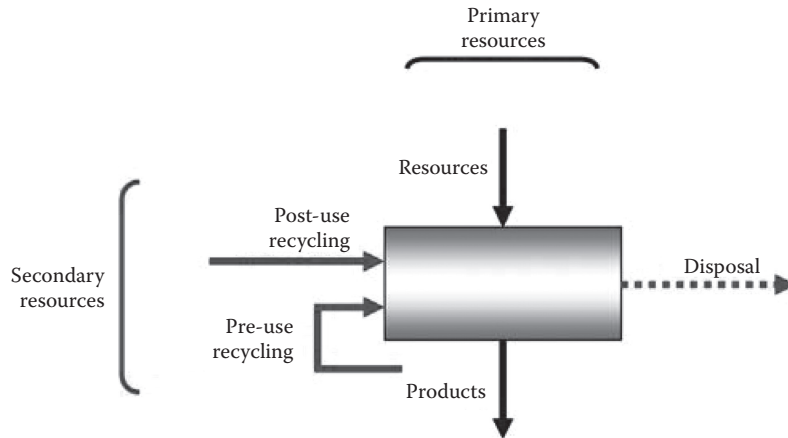 Primary
resources
Resources
Post-use
recycling
Disposal
Secondary
resources
Pre-use
recycling
Products